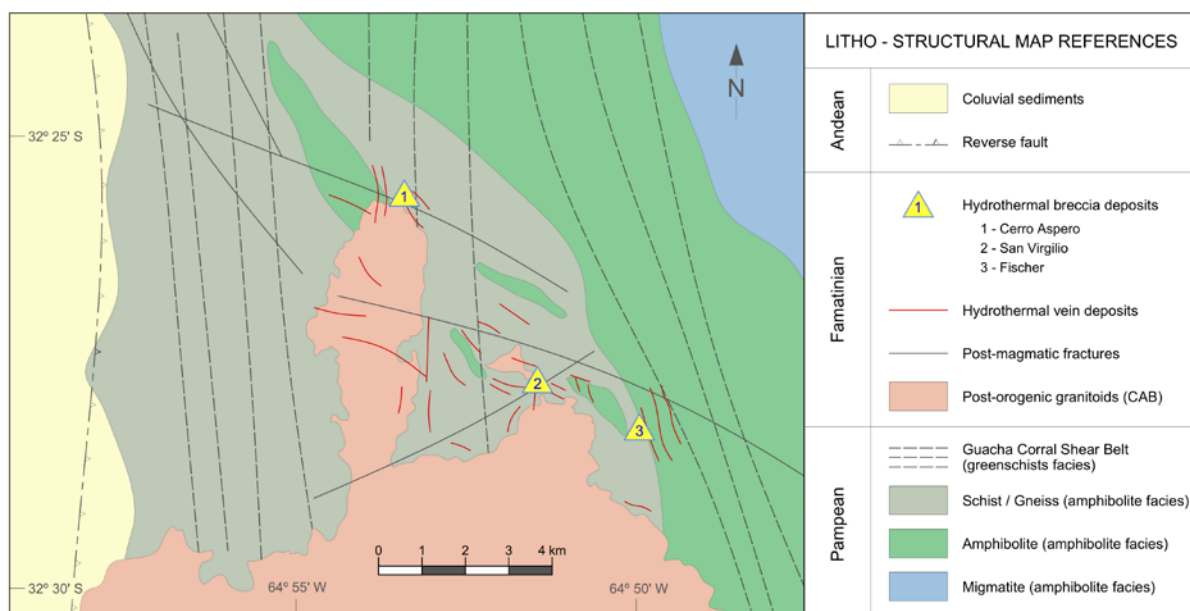 32º 25' S
32º 30' S
64º 55' W
64º 50' W
N
1
2
3
0 1 2 3 4 km
LITHO - STRUCTURAL MAP REFERENCES
Andean
Coluvial sediments
Reverse fault
Famatinian
1
Hydrothermal breccia deposits
1 - Cerro Aspero
2 - San Virgilio
3 - Fischer
Hydrothermal vein deposits
Post-magmatic fractures
Post-orogenic granitoids (CAB)
Pampean
Guacha Corral Shear Belt
(greenschists facies)
Schist / Gneiss (amphibolite facies)
Amphibolite (amphibolite facies)
Migmatite (amphibolite facies)